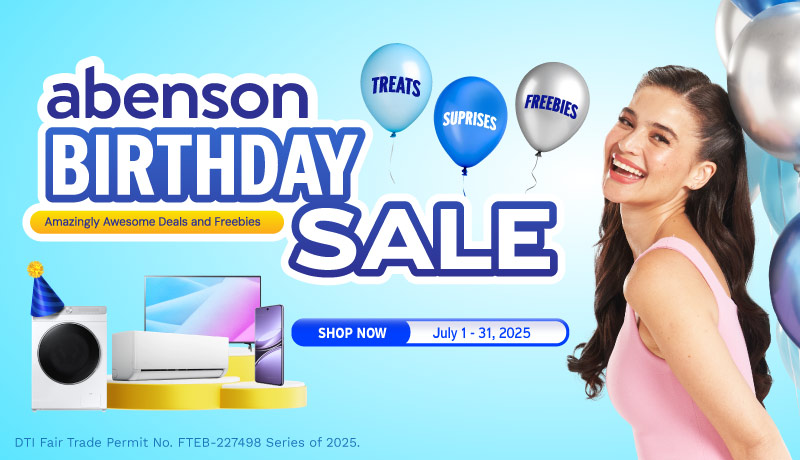 abenson
BIRTHDAY
SALE
Amazingly Awesome Deals and Freebies
TREATS
SUPRISES
FREEBIES
SHOP NOW
July 1 - 31, 2025
DTI Fair Trade Permit No. FTEB-227498 Series of 2025.